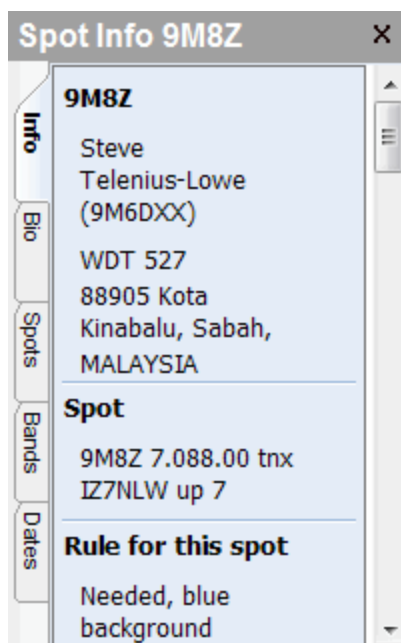 Spot Info 9M8Z
Info
Bio
Spots
Bands
Dates
9M8Z
Steve
Telenius-Lowe
(9M6DXX)
WDT 527
88905 Kota
Kinabalu, Sabah,
MALAYSIA
Spot
9M8Z 7.088.00 tnx
IZ7NLW up 7
Rule for this spot
Needed, blue
background